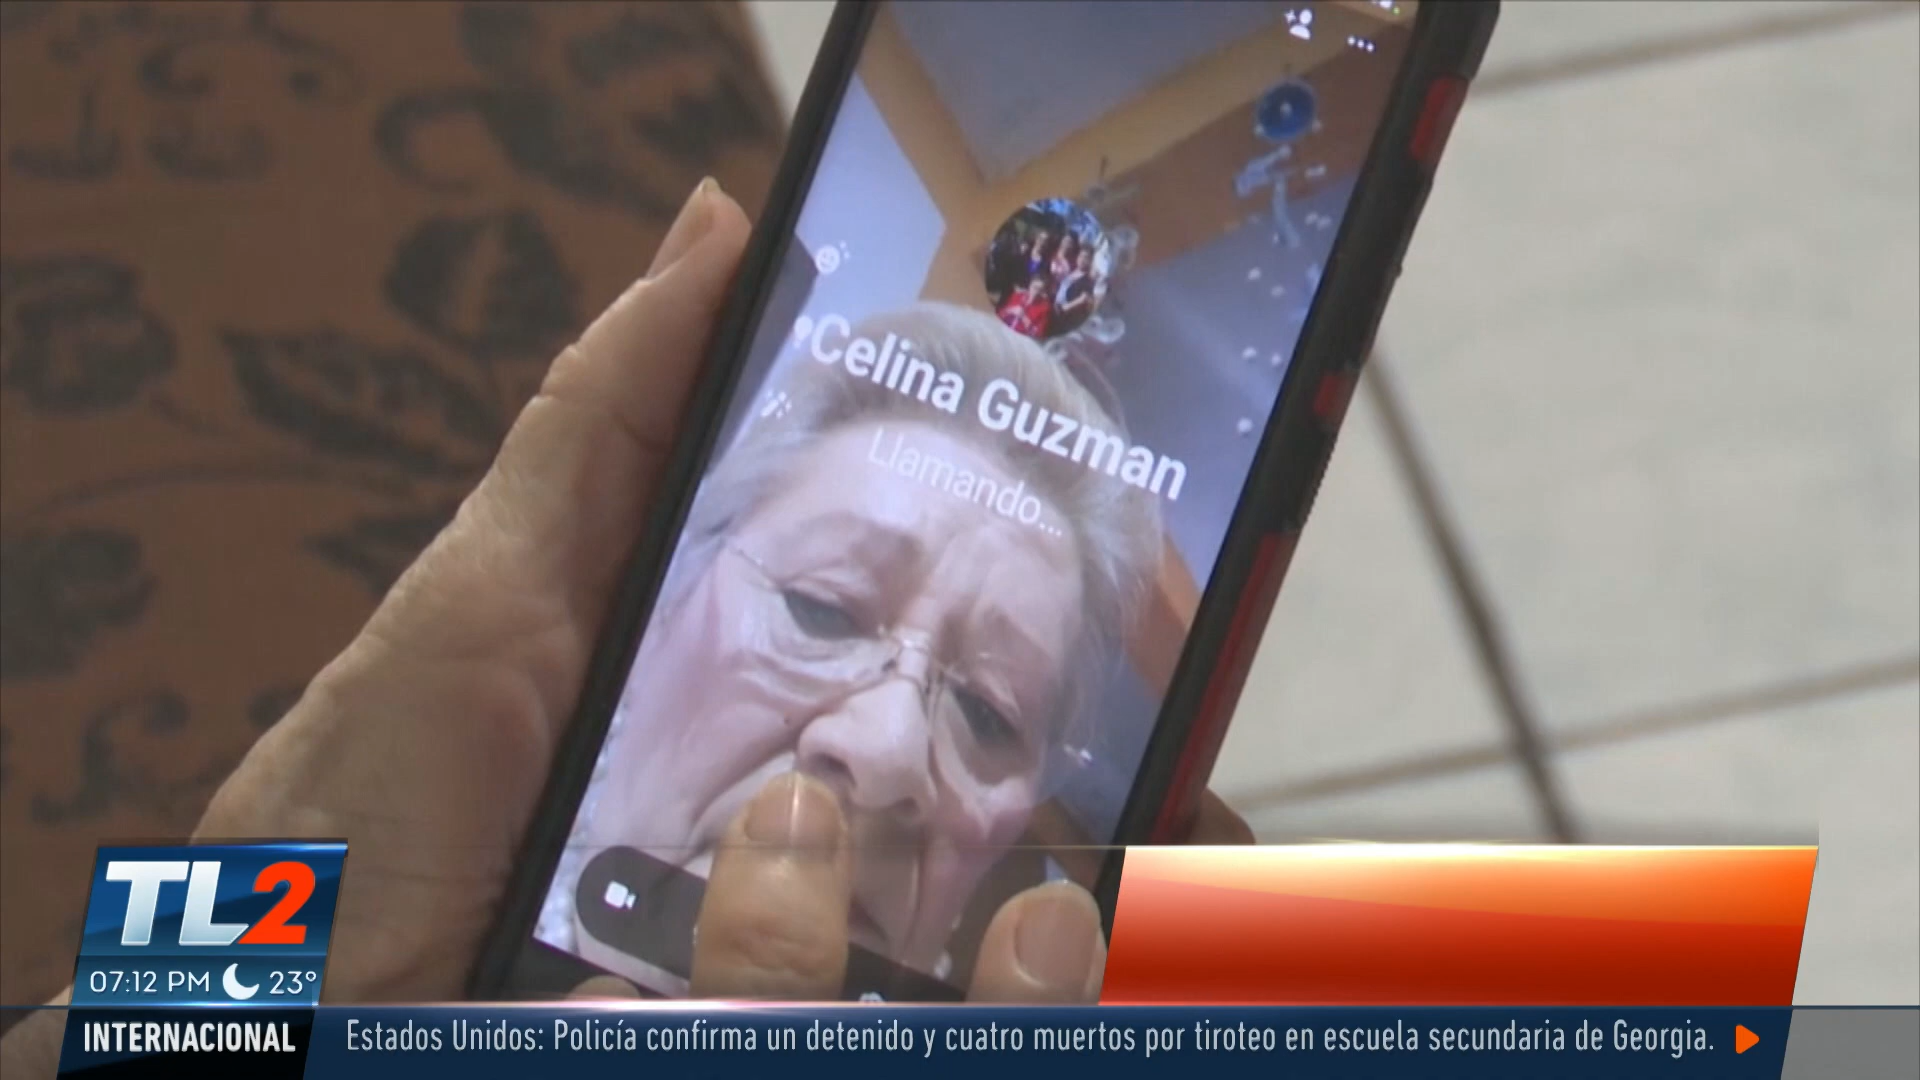 Celina Guzman
Llamando...
TL2
07:12 PM 23°
INTERNACIONAL Estados Unidos: Policía confirma un detenido y cuatro muertos por tiroteo en escuela secundaria de Georgia.